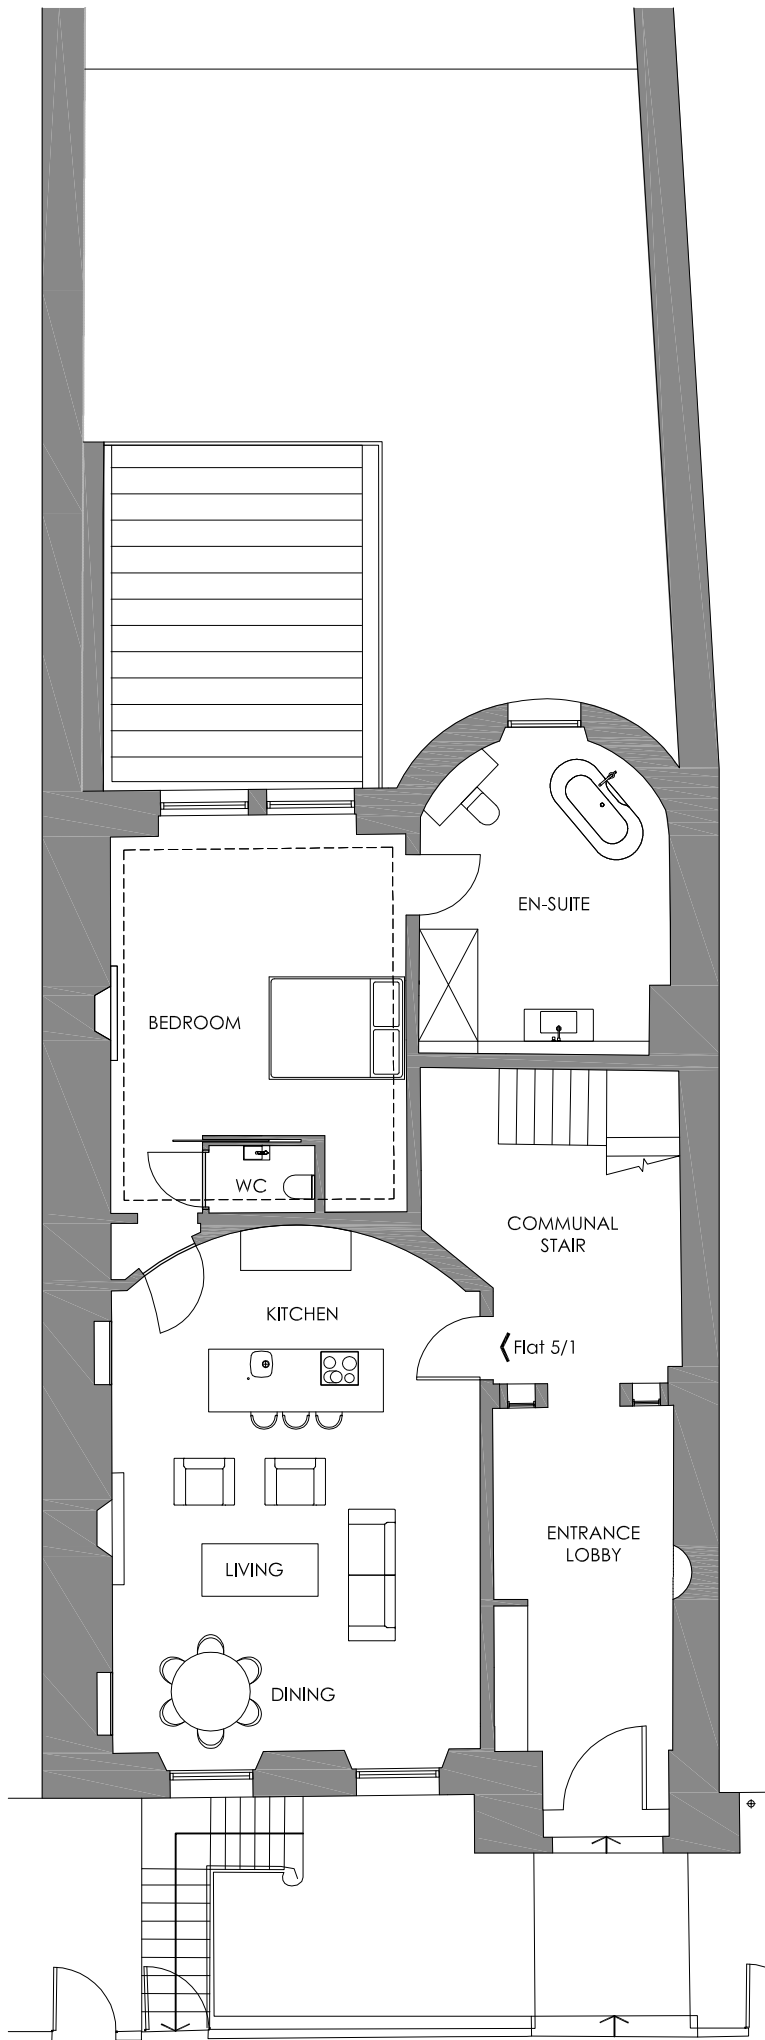 EN-SUITE
BEDROOM
WC
COMMUNAL
STAIR
KITCHEN
Flat 5/1
ENTRANCE
LOBBY
LIVING
DINING